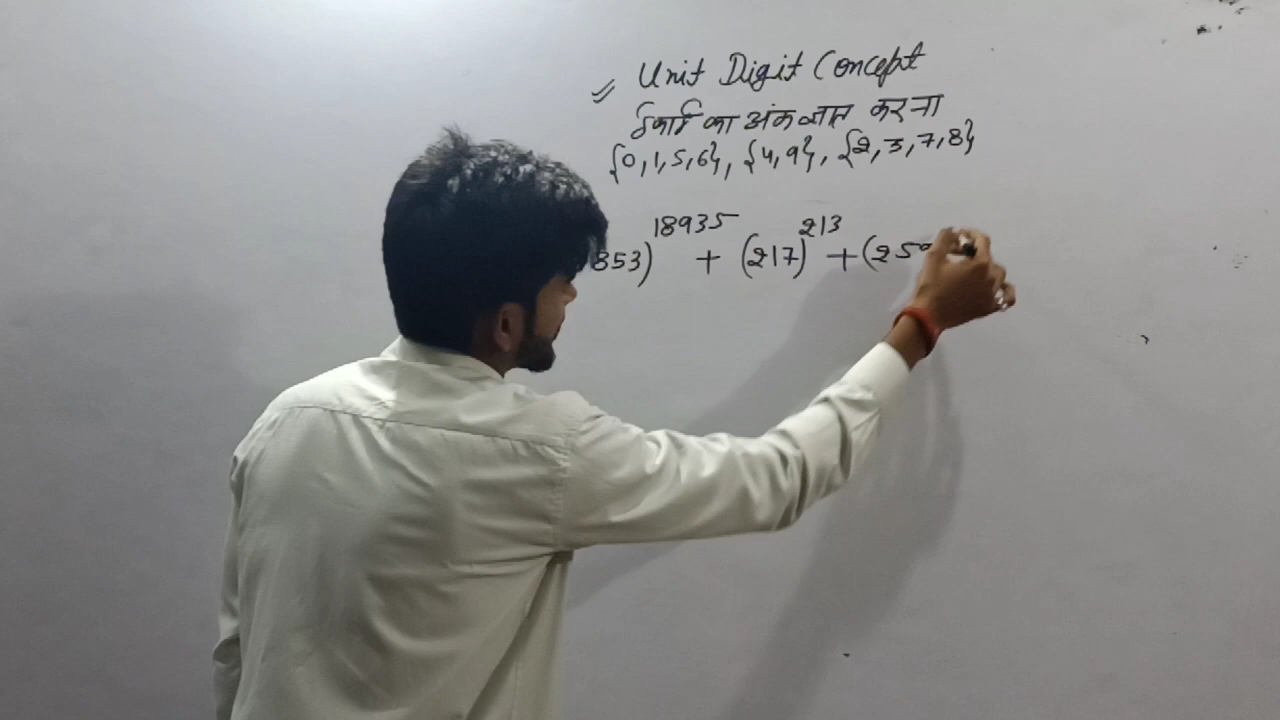 Unit Digit Concept
ईकाई का अंक ज्ञात करना
{0,1,5,6}, {4,9}, {2,3,7,8}
853)^18935 + (217)^213 + (25